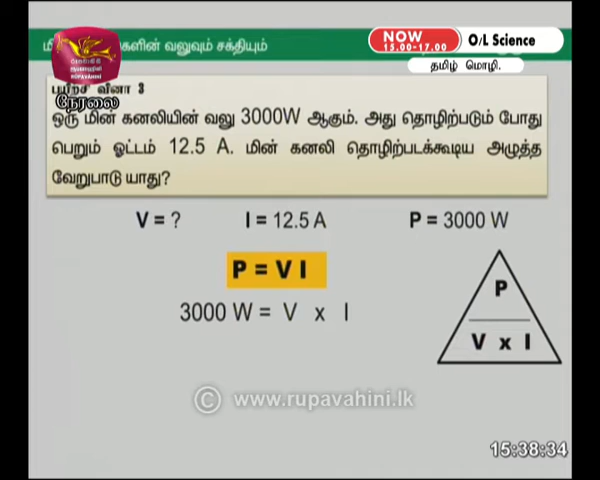 னின் வலுவும் சக்தியும்
NOW
15.00-17.00
O/L Science
தமிழ் மொழி.
RUPAVAHINI
நேரலை
பயிற்சி வினா 3
ஒரு மின் கனலியின் வலு 3000W ஆகும். அது தொழிற்படும் போது
பெறும் ஓட்டம் 12.5 A. மின் கனலி தொழிற்படக்கூடிய அழுத்த
வேறுபாடு யாது?
V = ? I = 12.5 A P = 3000 W
P = V I
3000 W = V x I
P
V x I
© www.rupavahini.lk
15:38:34